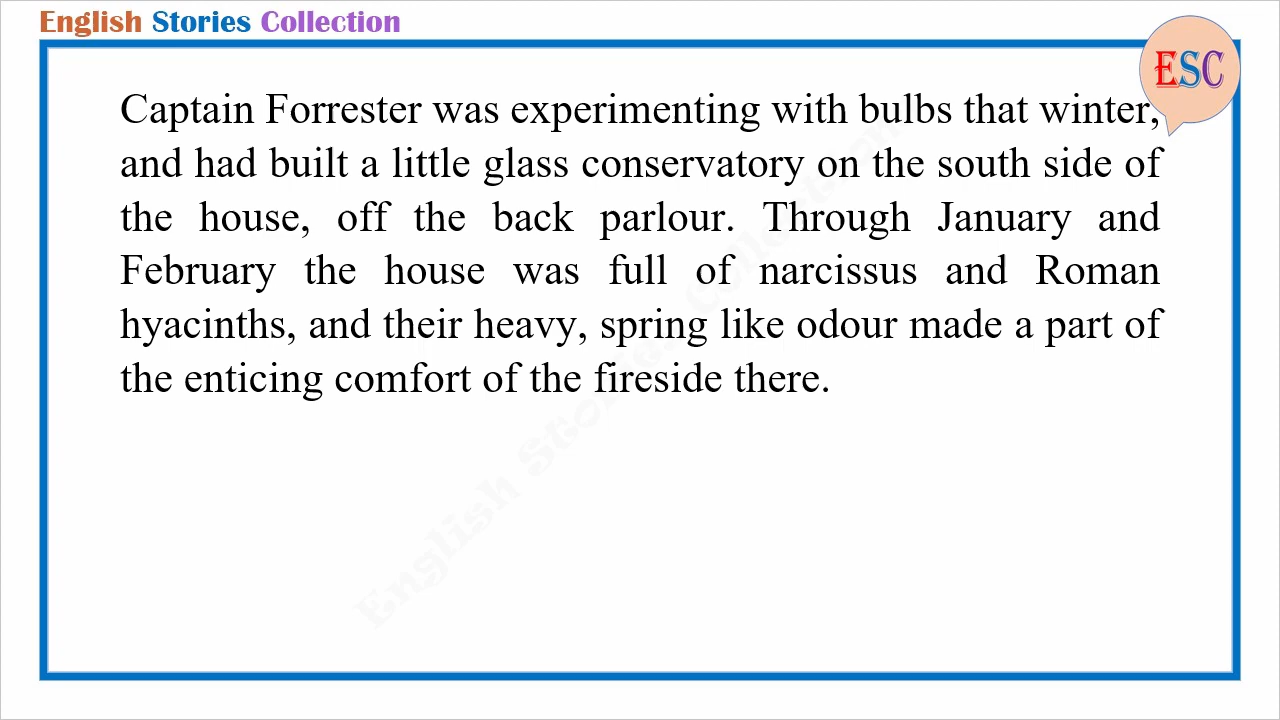 English Stories Collection
ESC
Captain Forrester was experimenting with bulbs that winter,
and had built a little glass conservatory on the south side of
the house, off the back parlour. Through January and
February the house was full of narcissus and Roman
hyacinths, and their heavy, spring like odour made a part of
the enticing comfort of the fireside there.
English Stories Collection